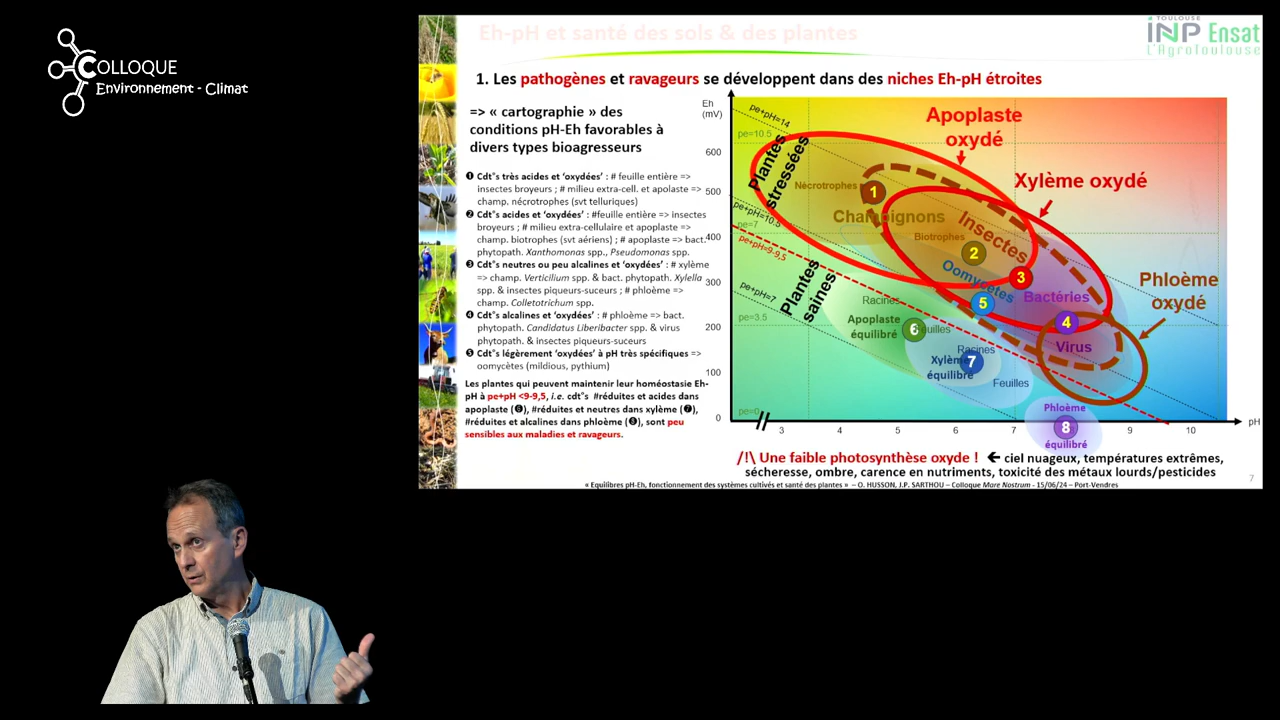 COLLOQUE
Environnement - Climat
Eh-pH et santé des sols & des plantes
TOULOUSE
INP Ensat
L'AgroToulouse
1. Les pathogènes et ravageurs se développent dans des niches Eh-pH étroites
=> « cartographie » des
conditions pH-Eh favorables à
divers types bioagresseurs
❶ Cdt°s très acides et 'oxydées' : # feuille entière =>
insectes broyeurs ; # milieu extra-cell. et apolaste =>
champ. nécrotrophes (svt telluriques)
❷ Cdt°s acides et 'oxydées' : #feuille entière => insectes
broyeurs ; # milieu extra-cellulaire et apoplaste =>
champ. biotrophes (svt aériens) ; # apoplaste => bact.
phytopath. Xanthomonas spp., Pseudomonas spp.
❸ Cdt°s neutres ou peu alcalines et 'oxydées' : # xylème
=> champ. Verticilium spp. & bact. phytopath. Xylella
spp. & insectes piqueurs-suceurs ; # phloème =>
champ. Colletotrichum spp.
❹ Cdt°s alcalines et 'oxydées' : # phloème => bact.
phytopath. Candidatus Liberibacter spp. & virus
phytopath. & insectes piqueurs-suceurs
❺ Cdt°s légèrement 'oxydées' à pH très spécifiques =>
oomycètes (mildious, pythium)
Les plantes qui peuvent maintenir leur homéostasie Eh-
pH à pe+pH <9-9,5, i.e. cdt°s #réduites et acides dans
apoplaste (❻), #réduites et neutres dans xylème (❼),
#réduites et alcalines dans phloème (❽), sont peu
sensibles aux maladies et ravageurs.
Eh
(mV)
600
500
400
300
200
100
0
pe+pH=14
pe=10.5
pe+pH=10.5
pe=7
pe+pH=9-9,5
pe+pH=7
pe=3.5
pe=0
Plantes
stressées
Plantes
saines
Apoplaste
oxydé
Xylème oxydé
Phloème
oxydé
Nécrotrophes
1
Champignons
Biotrophes
2
Insectes
3
Oomycètes
5
Bactéries
4
Virus
Racines
Apoplaste
équilibré
6
Feuilles
Racines
Xylème
équilibré
7
Feuilles
Phloème
8
équilibré
3 4 5 6 7 9 10
pH
/!\ Une faible photosynthèse oxyde ! 🡸 ciel nuageux, températures extrêmes,
sécheresse, ombre, carence en nutriments, toxicité des métaux lourds/pesticides
« Equilibres pH-Eh, fonctionnement des systèmes cultivés et santé des plantes » – O. HUSSON, J.P. SARTHOU – Colloque Mare Nostrum - 15/06/24 – Port-Vendres
7